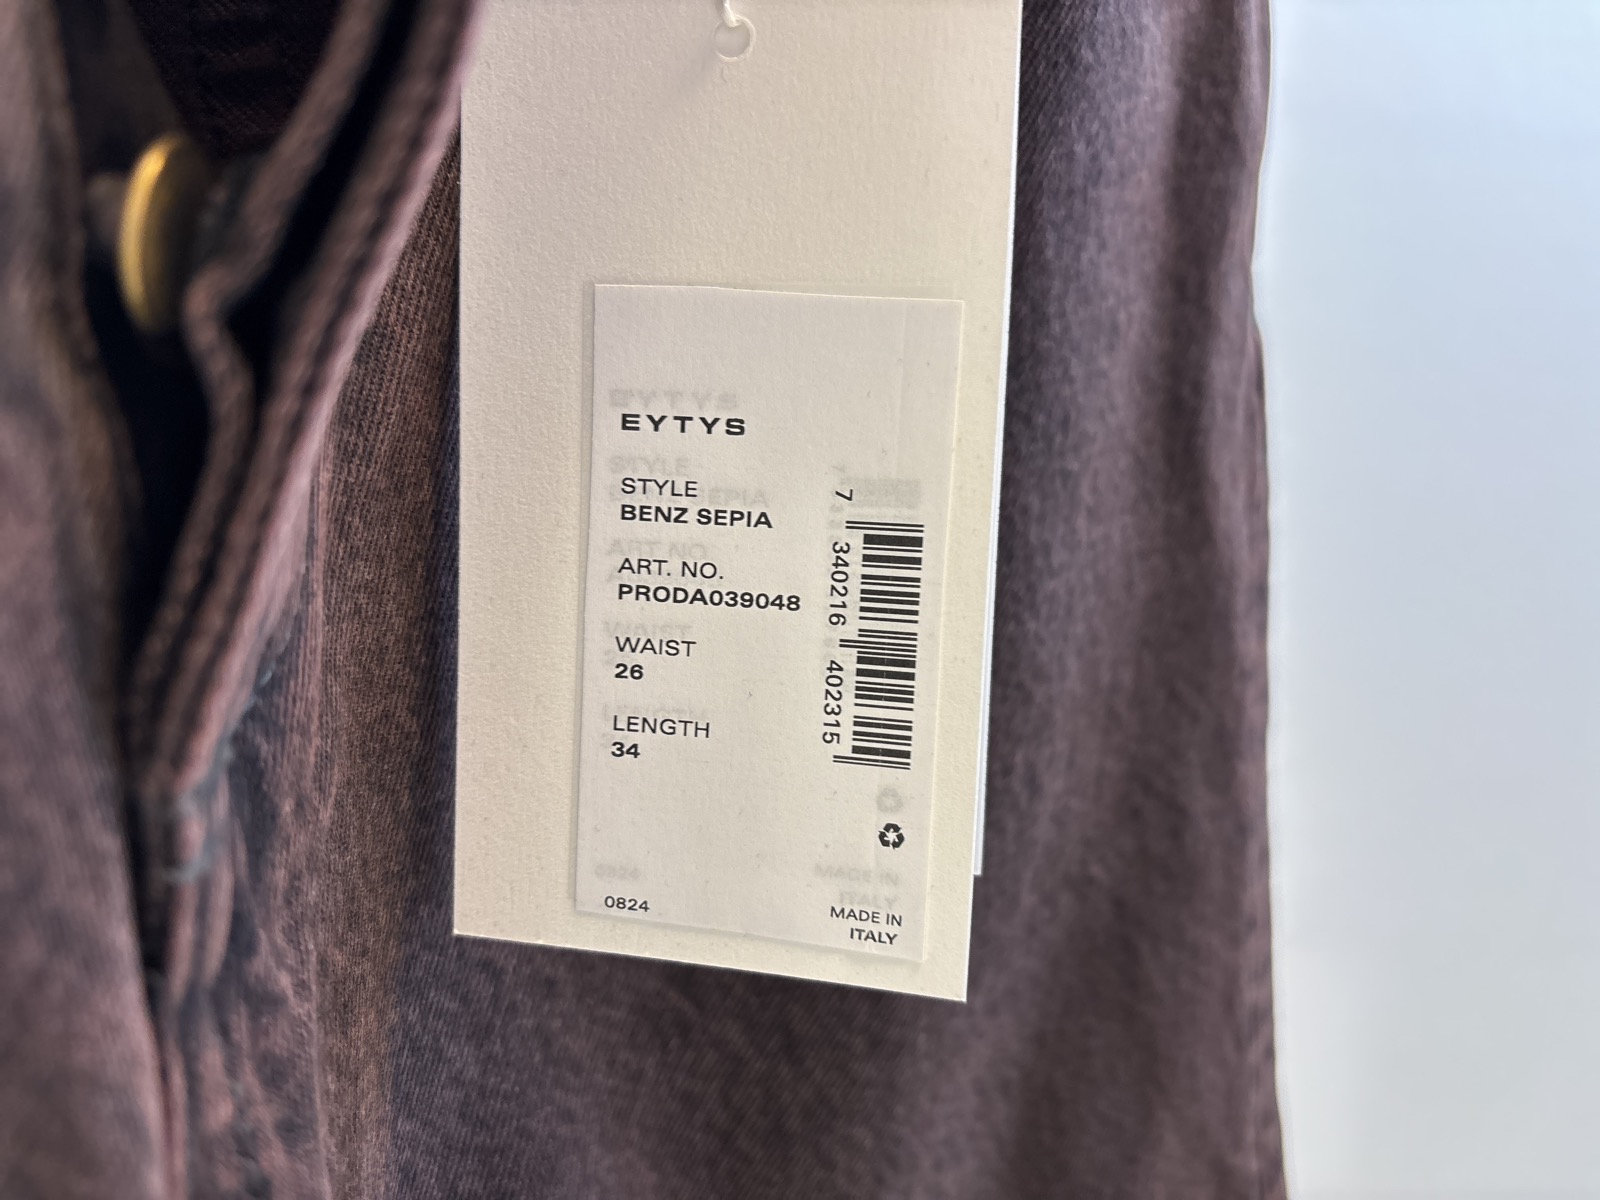 EYTYS
STYLE
BENZ SEPIA
ART. NO.
PRODA039048
WAIST
26
LENGTH
34
7 340216 402315
0824
MADE IN
ITALY